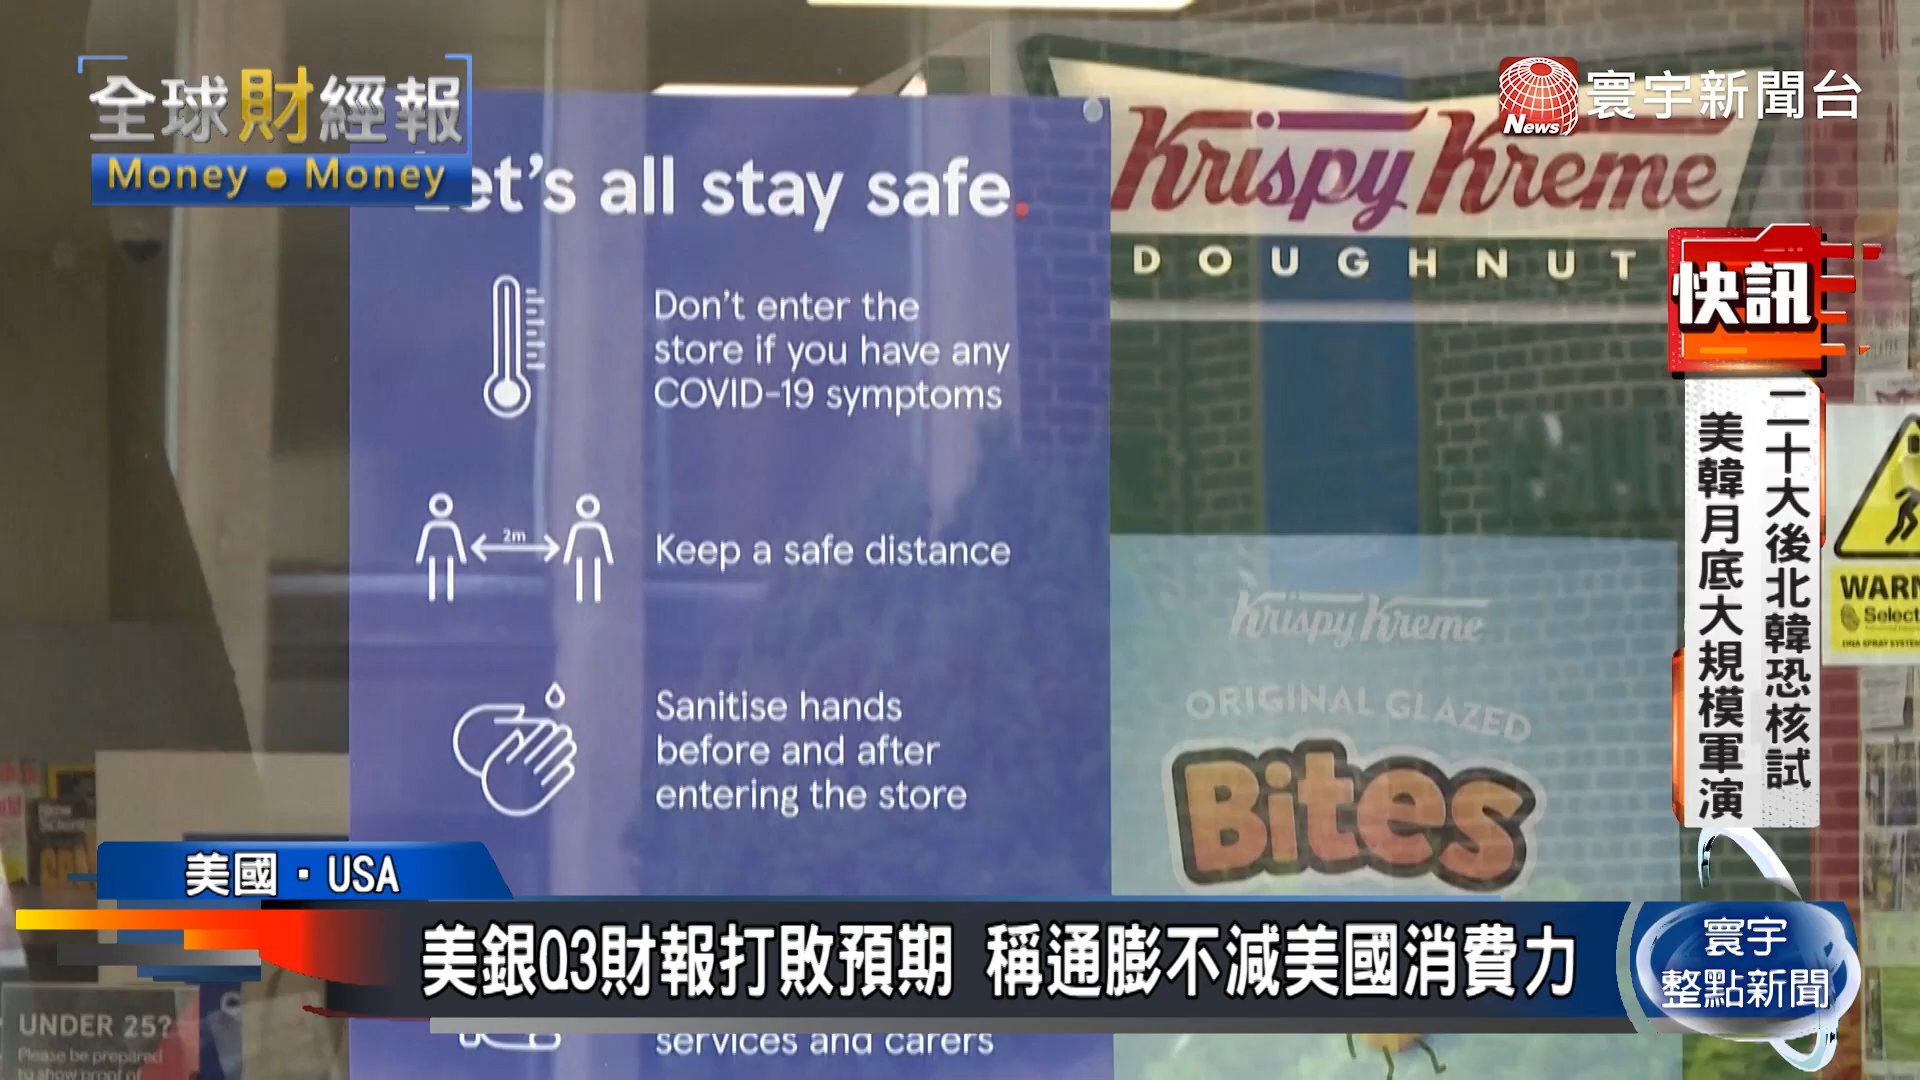 全球財經報
Money • Money
News
寰宇新聞台
Let's all stay safe.
Don't enter the
store if you have any
COVID-19 symptoms
2m
Keep a safe distance
Sanitise hands
before and after
entering the store
services and carers
Krispy Kreme
DOUGHNUT
Krispy Kreme
ORIGINAL GLAZED
Bites
快訊
二十大後北韓恐核試
美韓月底大規模軍演
WARN
Select
UNDER 25?
Please be prepared
to show proof of
美國・USA
美銀Q3財報打敗預期 稱通膨不減美國消費力
寰宇
整點新聞